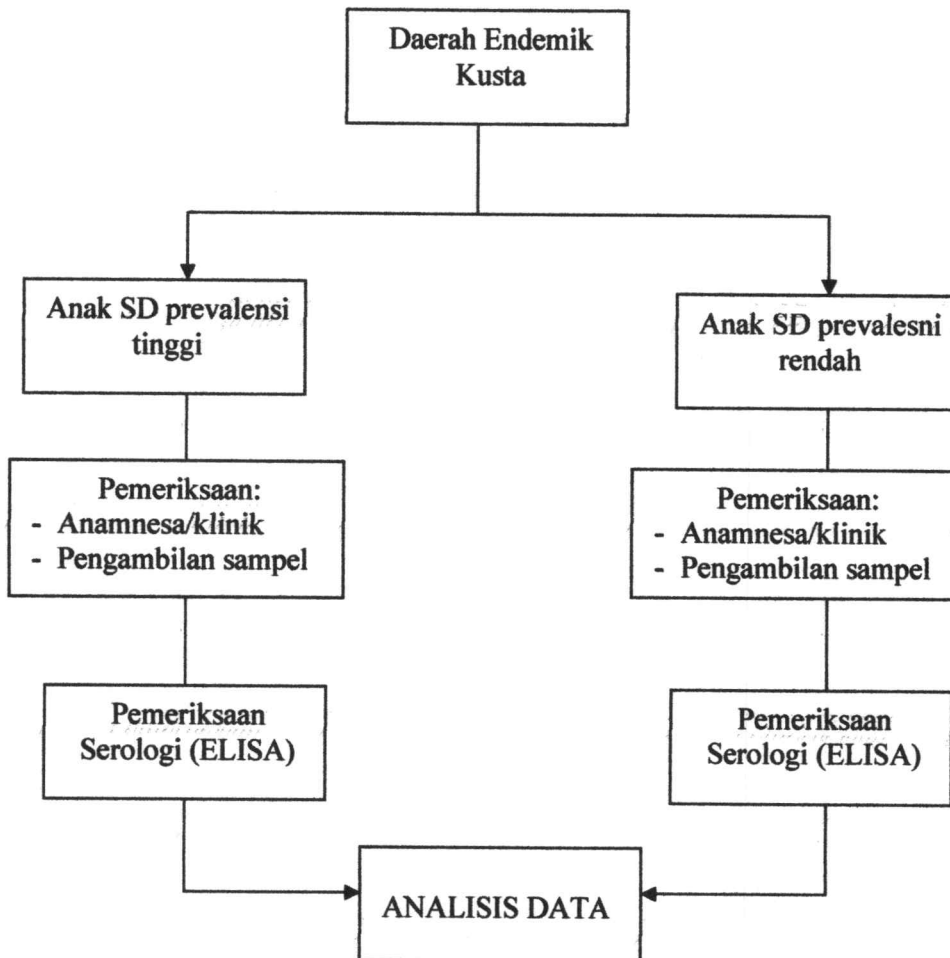 Daerah Endemik
Kusta
Anak SD prevalensi
tinggi
Anak SD prevalesni
rendah
Pemeriksaan:
- Anamnesa/klinik
- Pengambilan sampel
Pemeriksaan:
- Anamnesa/klinik
- Pengambilan sampel
Pemeriksaan
Serologi (ELISA)
Pemeriksaan
Serologi (ELISA)
ANALISIS DATA